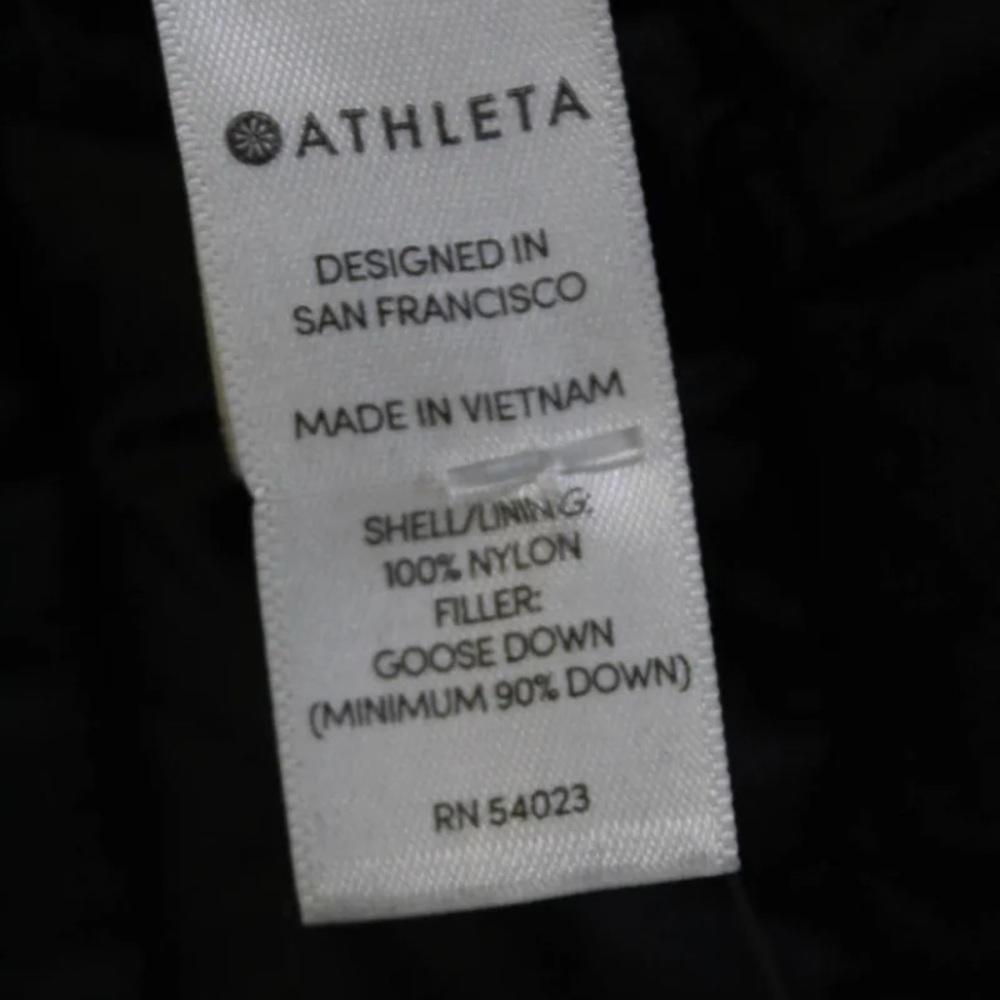 ATHLETA
DESIGNED IN
SAN FRANCISCO
MADE IN VIETNAM
SHELL/LINING:
100% NYLON
FILLER:
GOOSE DOWN
(MINIMUM 90% DOWN)
RN 54023